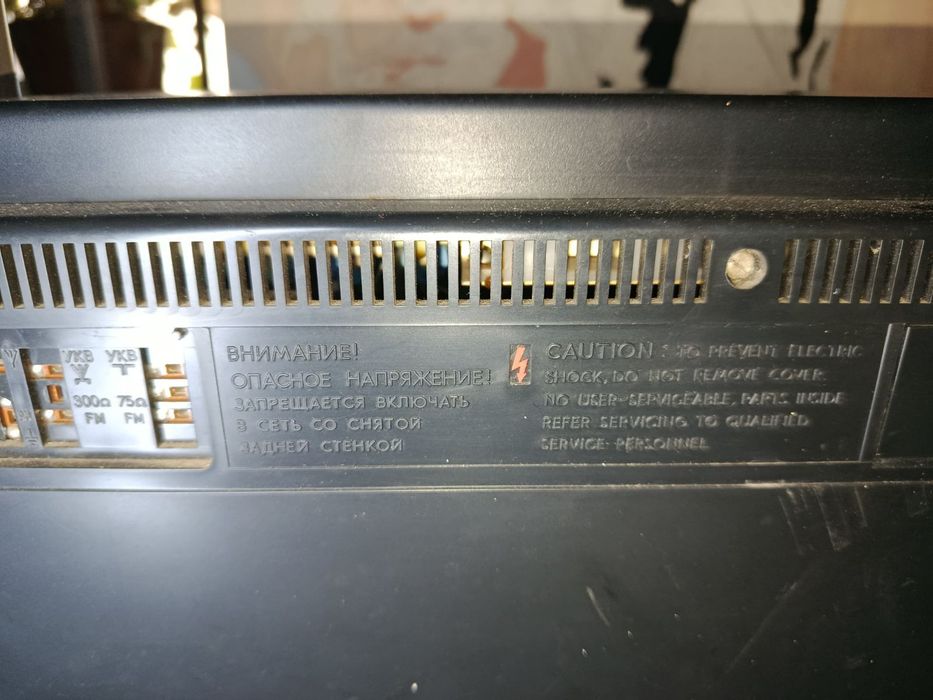 УКВ УКВ
300Ω 75Ω
FM FM
ВНИМАНИЕ!
ОПАСНОЕ НАПРЯЖЕНИЕ!
ЗАПРЕЩАЕТСЯ ВКЛЮЧАТЬ
В СЕТЬ СО СНЯТОЙ
ЗАДНЕЙ СТЕНКОЙ
CAUTION : TO PREVENT ELECTRIC
SHOCK, DO NOT REMOVE COVER.
NO USER-SERVICEABLE, PARTS INSIDE
REFER SERVICING TO QUALIFIED
SERVICE PERSONNEL